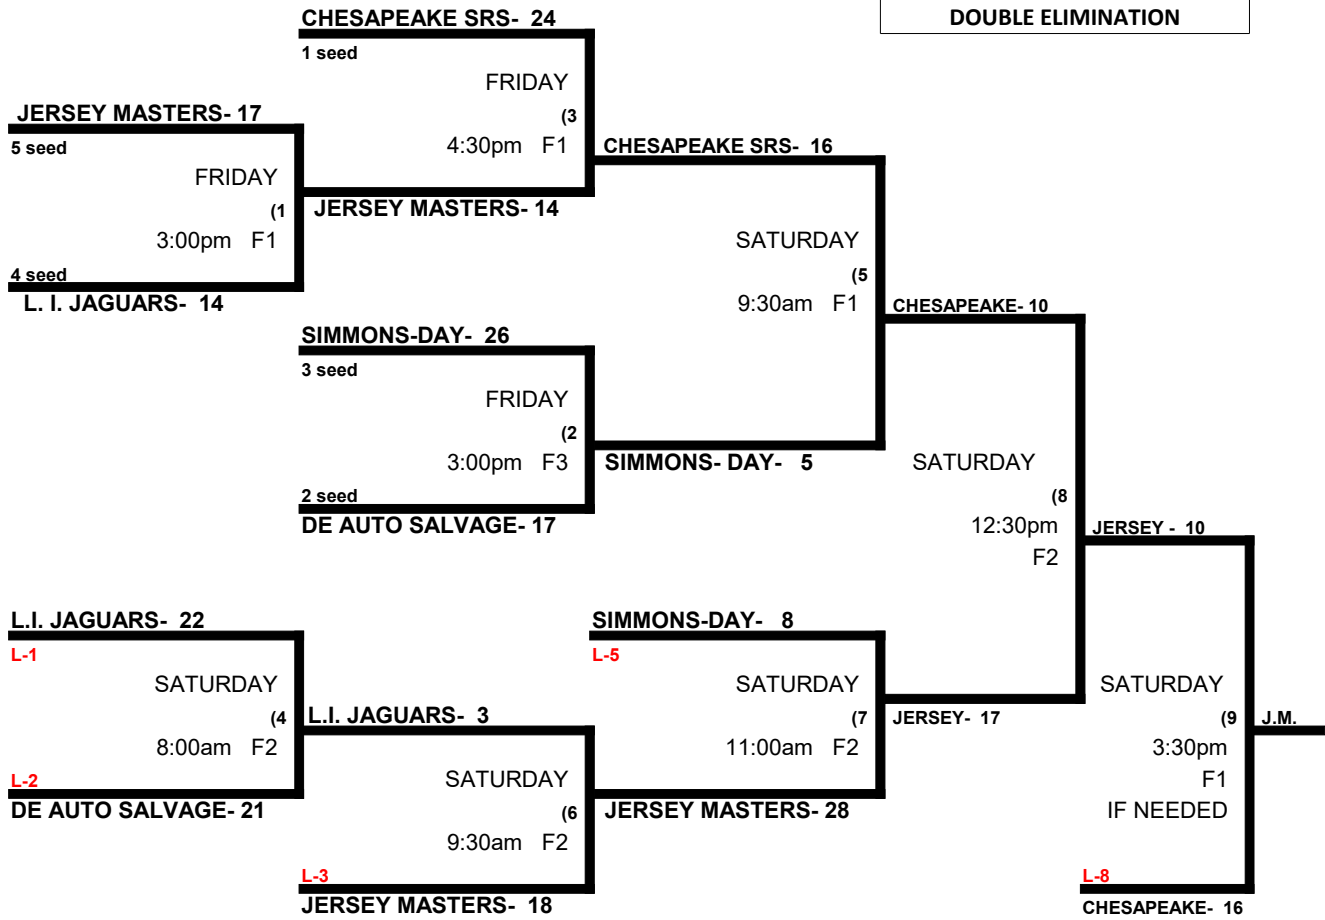 CHESAPEAKE SRS- 24
DOUBLE ELIMINATION
1 seed
FRIDAY
(3
4:30pm F1
JERSEY MASTERS- 17
5 seed
FRIDAY
(1
3:00pm F1
4 seed
L. I. JAGUARS- 14
JERSEY MASTERS- 14
CHESAPEAKE SRS- 16
SATURDAY
(5
9:30am F1
SIMMONS-DAY- 26
3 seed
FRIDAY
(2
3:00pm F3
2 seed
DE AUTO SALVAGE- 17
SIMMONS- DAY- 5
CHESAPEAKE- 10
SATURDAY
(8
12:30pm
F2
JERSEY - 10
L.I. JAGUARS- 22
L-1
SATURDAY
(4
8:00am F2
L-2
DE AUTO SALVAGE- 21
L.I. JAGUARS- 3
SATURDAY
(6
9:30am F2
L-3
JERSEY MASTERS- 18
SIMMONS-DAY- 8
L-5
SATURDAY
(7
11:00am F2
JERSEY MASTERS- 28
JERSEY- 17
SATURDAY
(9
3:30pm
F1
IF NEEDED
L-8
CHESAPEAKE- 16
J.M.